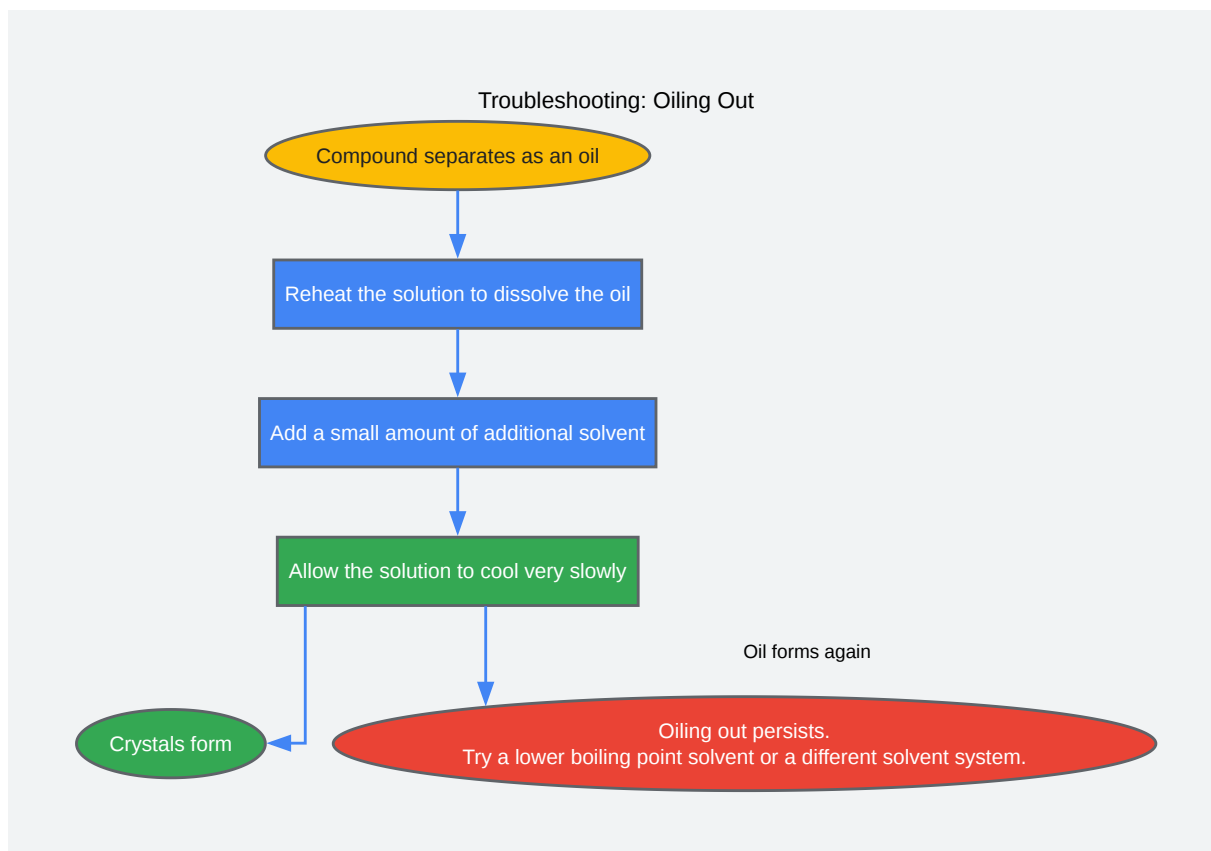 Troubleshooting: Oiling Out
Compound separates as an oil
Reheat the solution to dissolve the oil
Add a small amount of additional solvent
Allow the solution to cool very slowly
Oil forms again
Crystals form
Oiling out persists.
Try a lower boiling point solvent or a different solvent system.